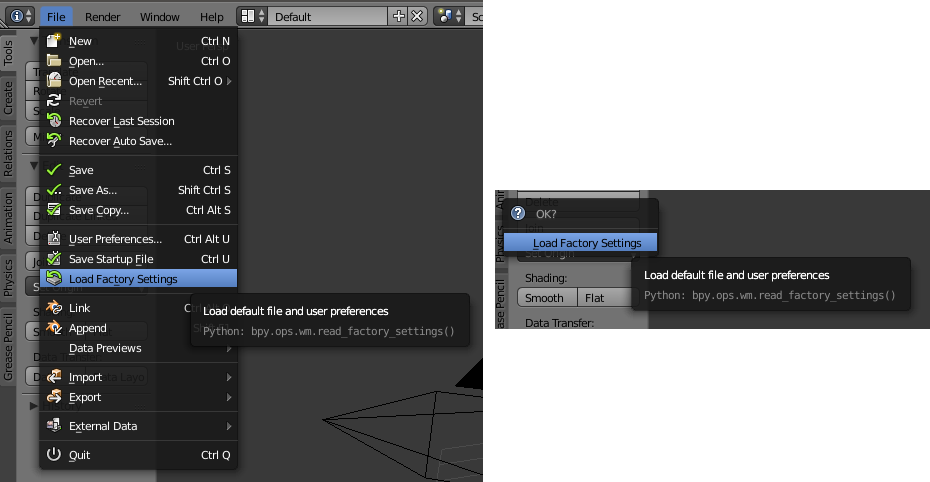 File Render Window Help Default
Tools
Create
Relations
Animation
Physics
Grease Pencil
New Ctrl N
Open... Ctrl O
Open Recent... Shift Ctrl O
Revert
Recover Last Session
Recover Auto Save...
Save Ctrl S
Save As... Shift Ctrl S
Save Copy... Ctrl Alt S
User Preferences... Ctrl Alt U
Save Startup File Ctrl U
Load Factory Settings
Load default file and user preferences
Python: bpy.ops.wm.read_factory_settings()
Link
Append
Data Previews
Import
Export
External Data
Quit Ctrl Q
Delete
OK?
Load Factory Settings
Set Origin
Load default file and user preferences
Python: bpy.ops.wm.read_factory_settings()
Shading:
Smooth Flat
Data Transfer:
Physics